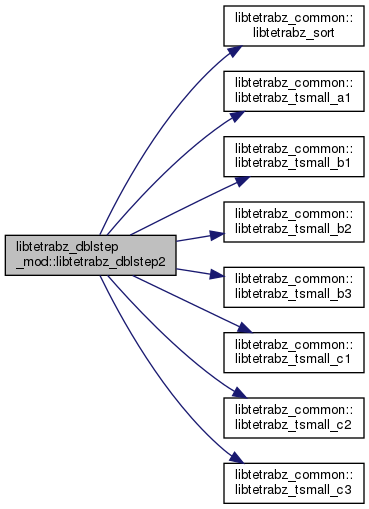 libtetrabz_common::
libtetrabz_sort
libtetrabz_common::
libtetrabz_tsmall_a1
libtetrabz_common::
libtetrabz_tsmall_b1
libtetrabz_common::
libtetrabz_tsmall_b2
libtetrabz_dblstep
_mod::libtetrabz_dblstep2
libtetrabz_common::
libtetrabz_tsmall_b3
libtetrabz_common::
libtetrabz_tsmall_c1
libtetrabz_common::
libtetrabz_tsmall_c2
libtetrabz_common::
libtetrabz_tsmall_c3